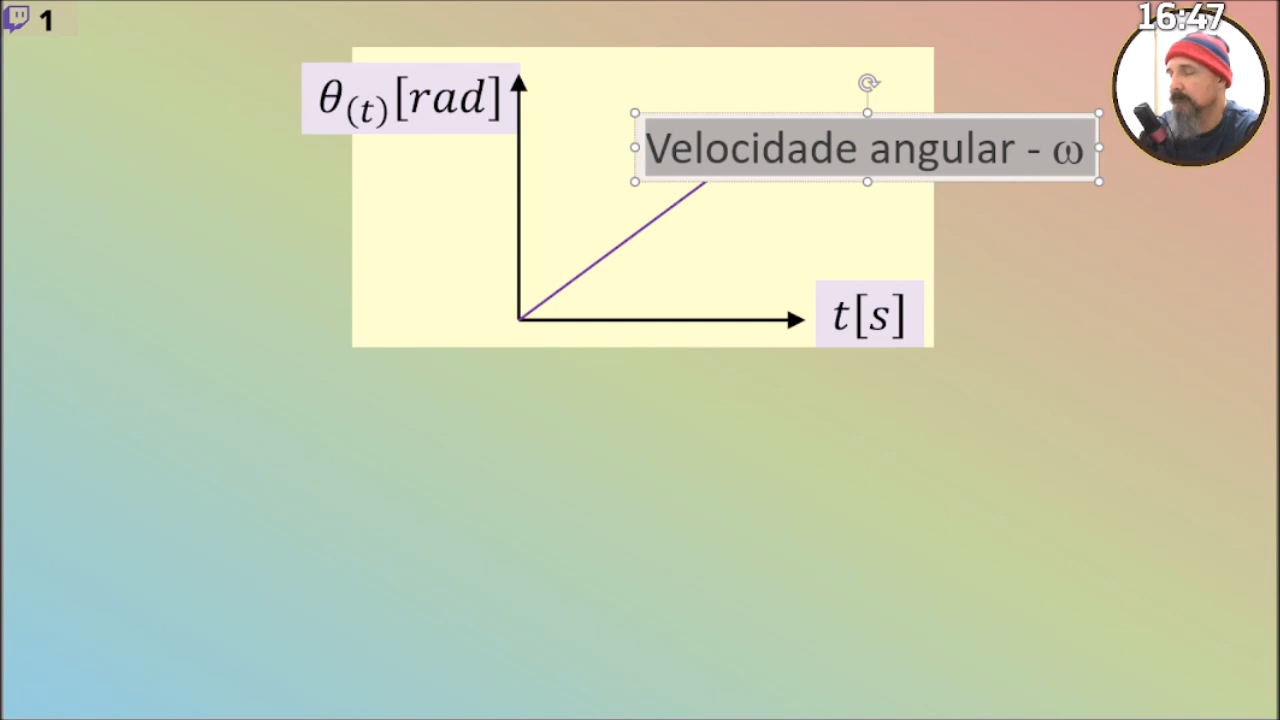 1
16:47
θ(t)[rad]
Velocidade angular - ω
t[s]